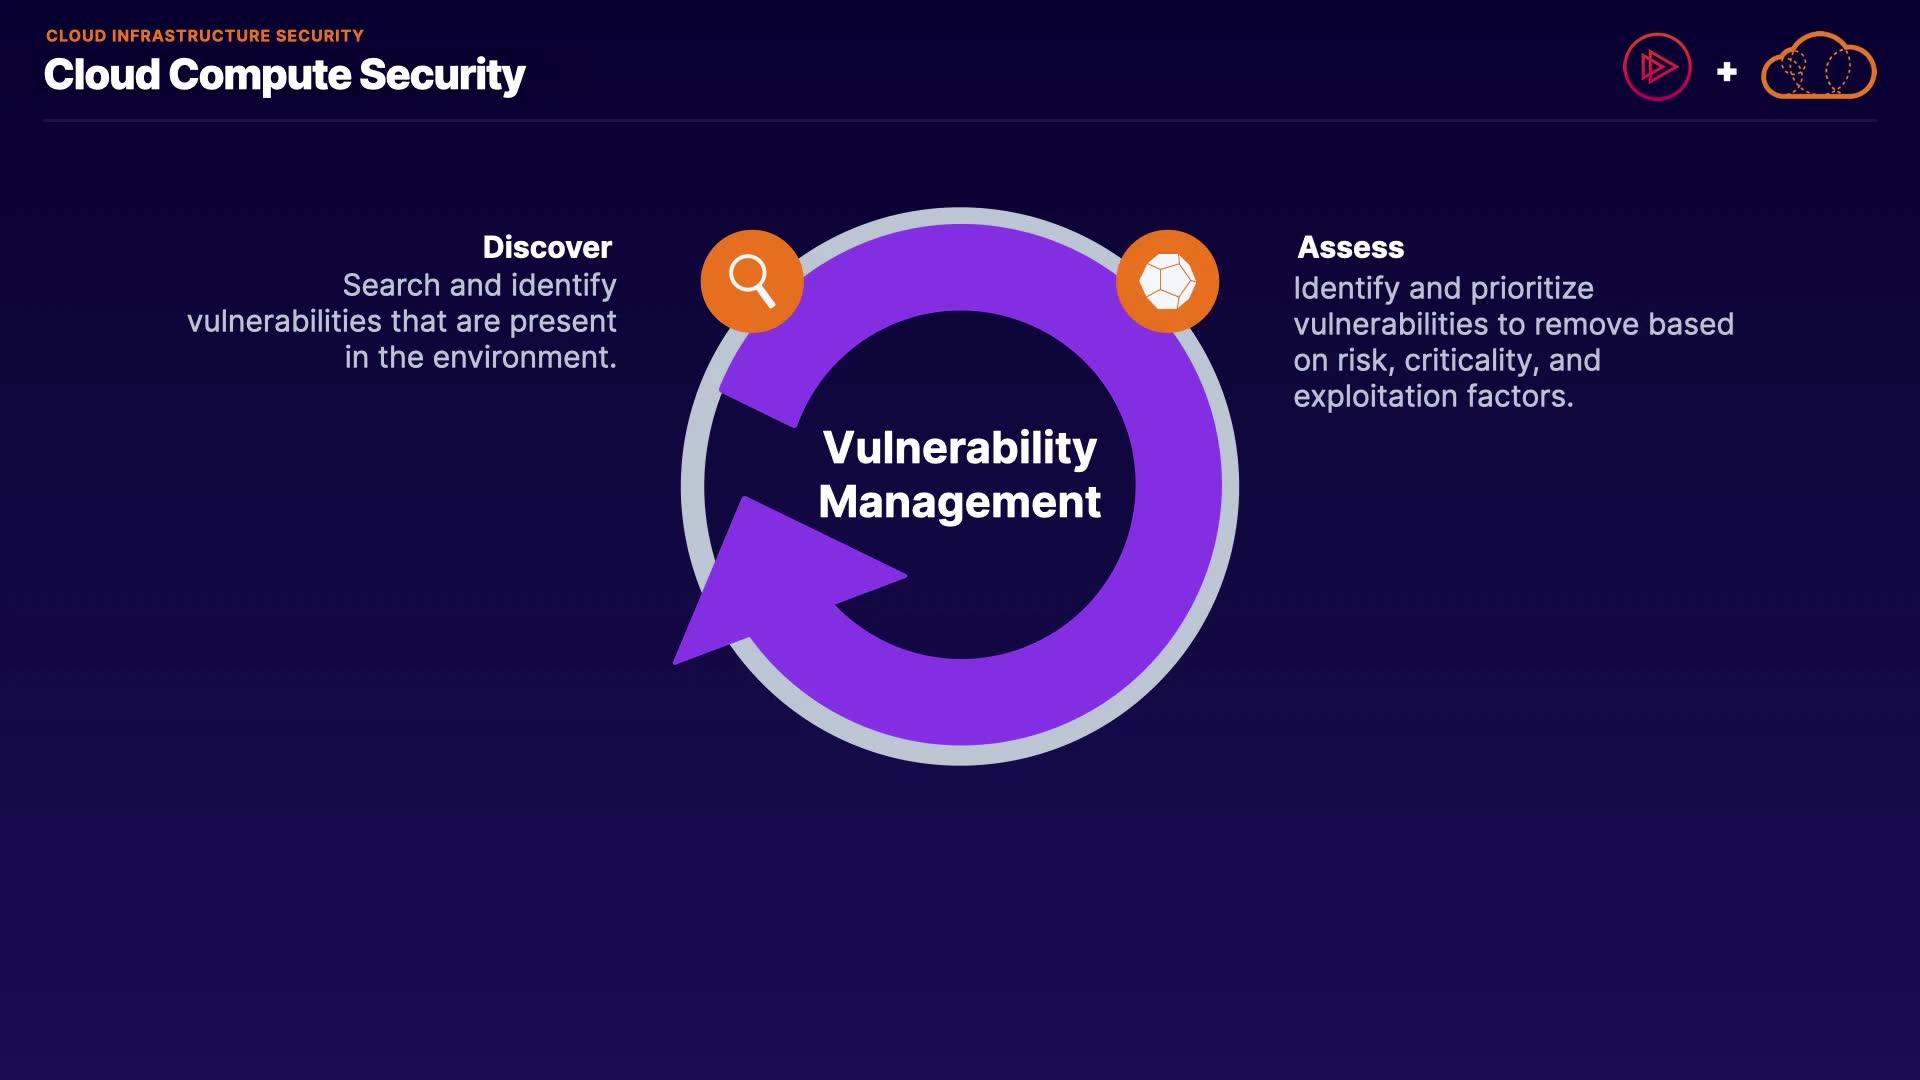 CLOUD INFRASTRUCTURE SECURITY
Cloud Compute Security
Discover
Search and identify
vulnerabilities that are present
in the environment.
Assess
Identify and prioritize
vulnerabilities to remove based
on risk, criticality, and
exploitation factors.
Vulnerability
Management